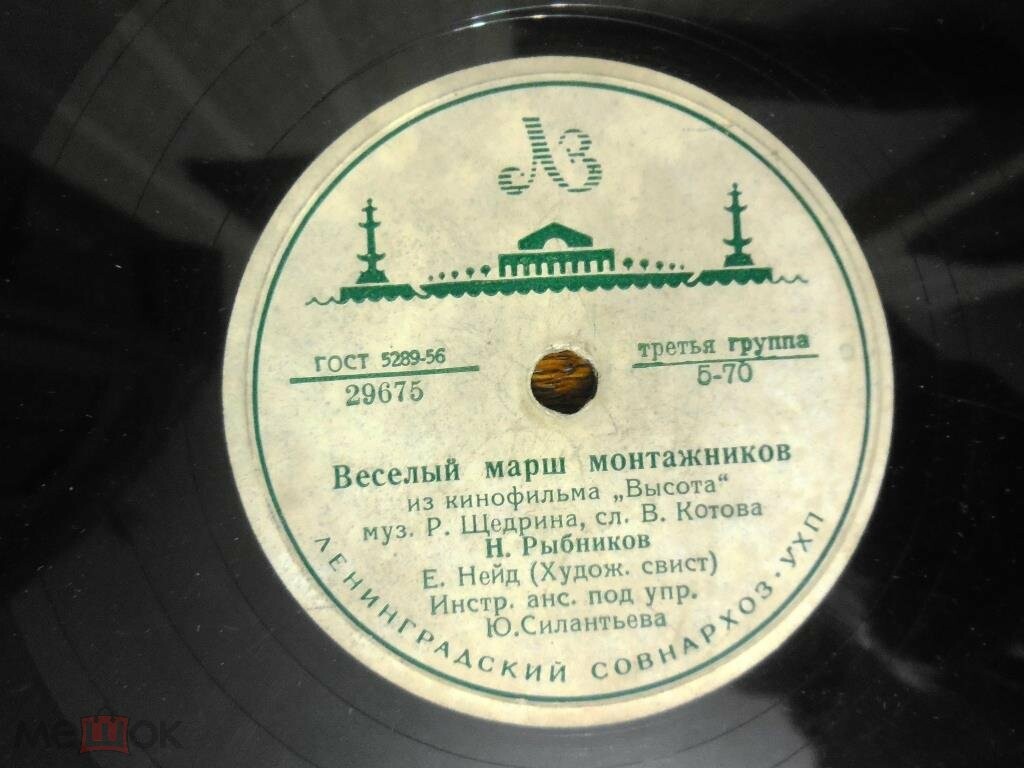 ЛЗ
ГОСТ 5289-56
29675
третья группа
5-70
Веселый марш монтажников
из кинофильма „Высота“
муз. Р. Щедрина, сл. В. Котова
Н. Рыбников
Е. Нейд (Худож. свист)
Инстр. анс. под упр.
Ю.Силантьева
ЛЕНИНГРАДСКИЙ СОВНАРХОЗ·УХП
мешок